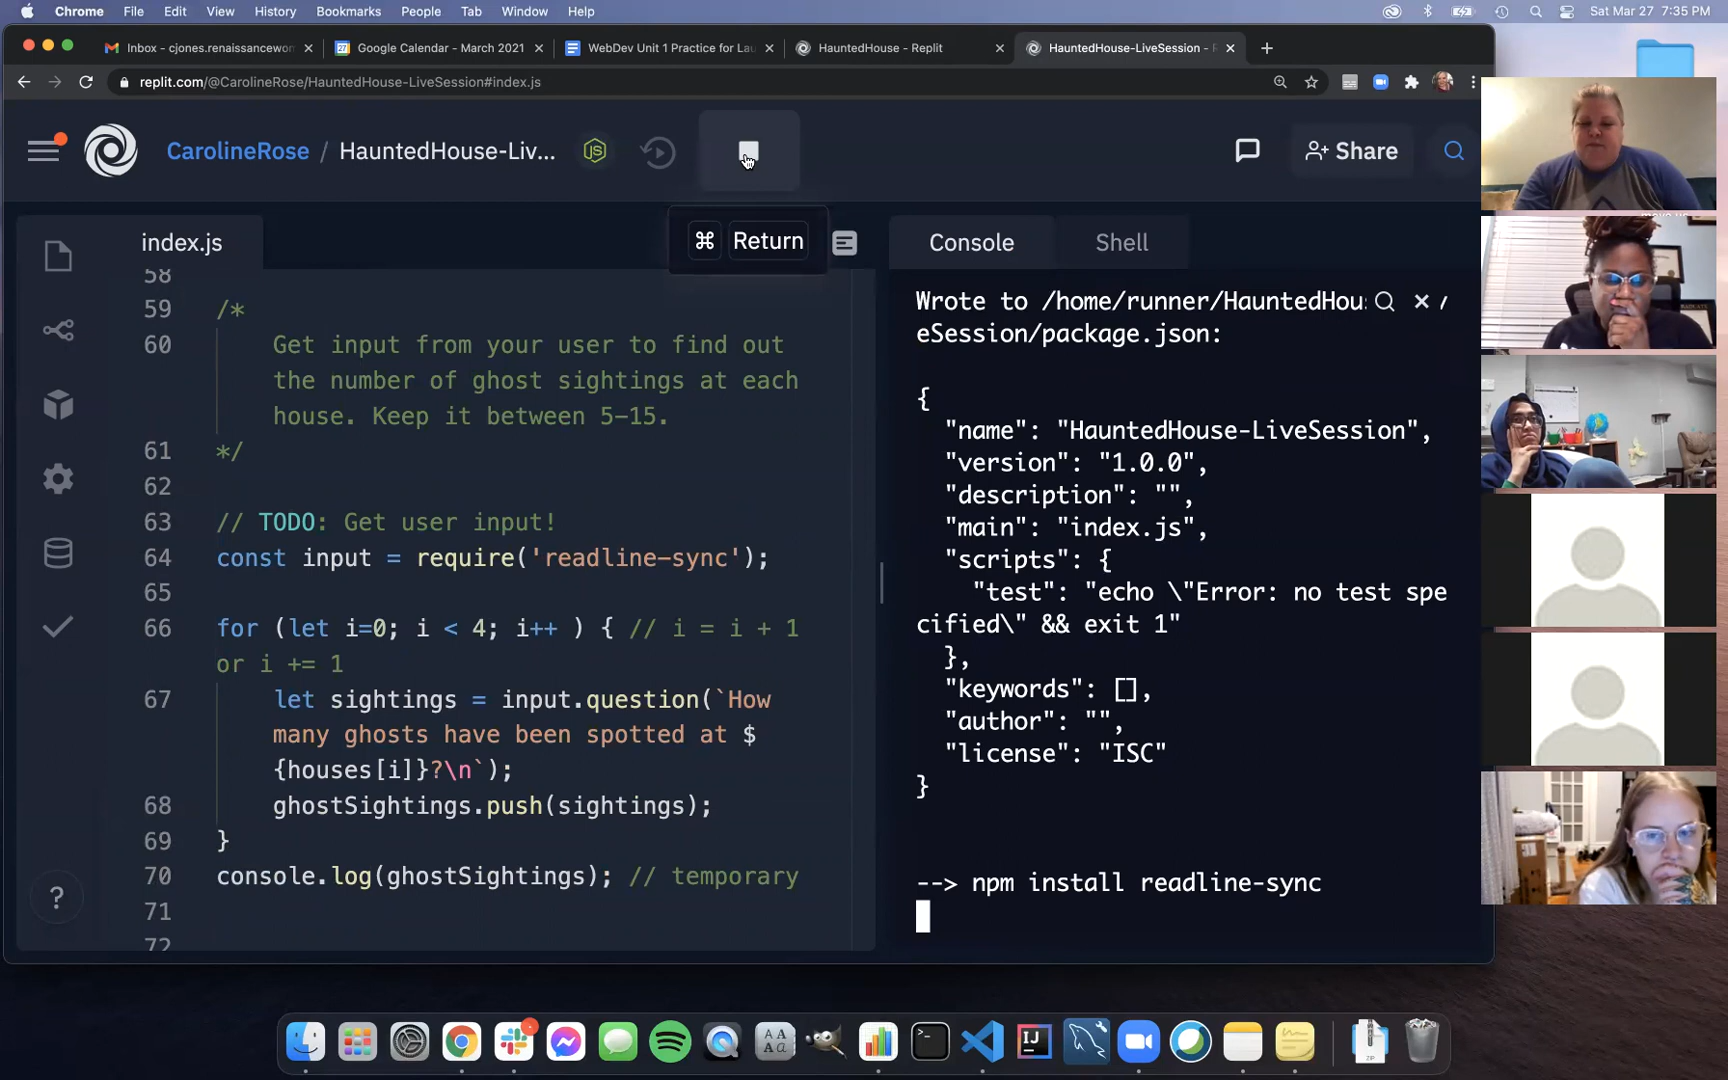 Chrome File Edit View History Bookmarks People Tab Window Help Sat Mar 27 7:35 PM
Inbox - cjones.renaissancewon
Google Calendar - March 2021
WebDev Unit 1 Practice for Lau
HauntedHouse - Replit
HauntedHouse-LiveSession - R
replit.com/@CarolineRose/HauntedHouse-LiveSession#index.js
CarolineRose / HauntedHouse-Liv...
JS
Share
⌘ Return
index.js
58
59 /*
60 Get input from your user to find out
the number of ghost sightings at each
house. Keep it between 5-15.
61 */
62
63 // TODO: Get user input!
64 const input = require('readline-sync');
65
66 for (let i=0; i < 4; i++ ) { // i = i + 1
or i += 1
67 let sightings = input.question(`How
many ghosts have been spotted at $
{houses[i]}?\n`);
68 ghostSightings.push(sightings);
69 }
70 console.log(ghostSightings); // temporary
71
72
?
Console Shell
Wrote to /home/runner/HauntedHou
eSession/package.json:
{
"name": "HauntedHouse-LiveSession",
"version": "1.0.0",
"description": "",
"main": "index.js",
"scripts": {
"test": "echo \"Error: no test spe
cified\" && exit 1"
},
"keywords": [],
"author": "",
"license": "ISC"
}
--> npm install readline-sync